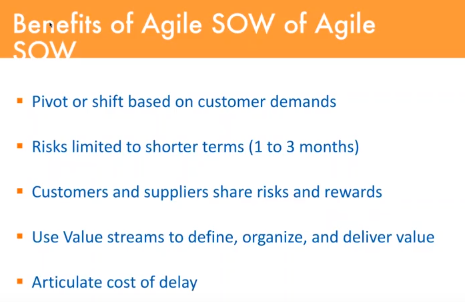 Benefits of Agile SOW of Agile
SOW
Pivot or shift based on customer demands
Risks limited to shorter terms (1 to 3 months)
Customers and suppliers share risks and rewards
Use Value streams to define, organize, and deliver value
Articulate cost of delay